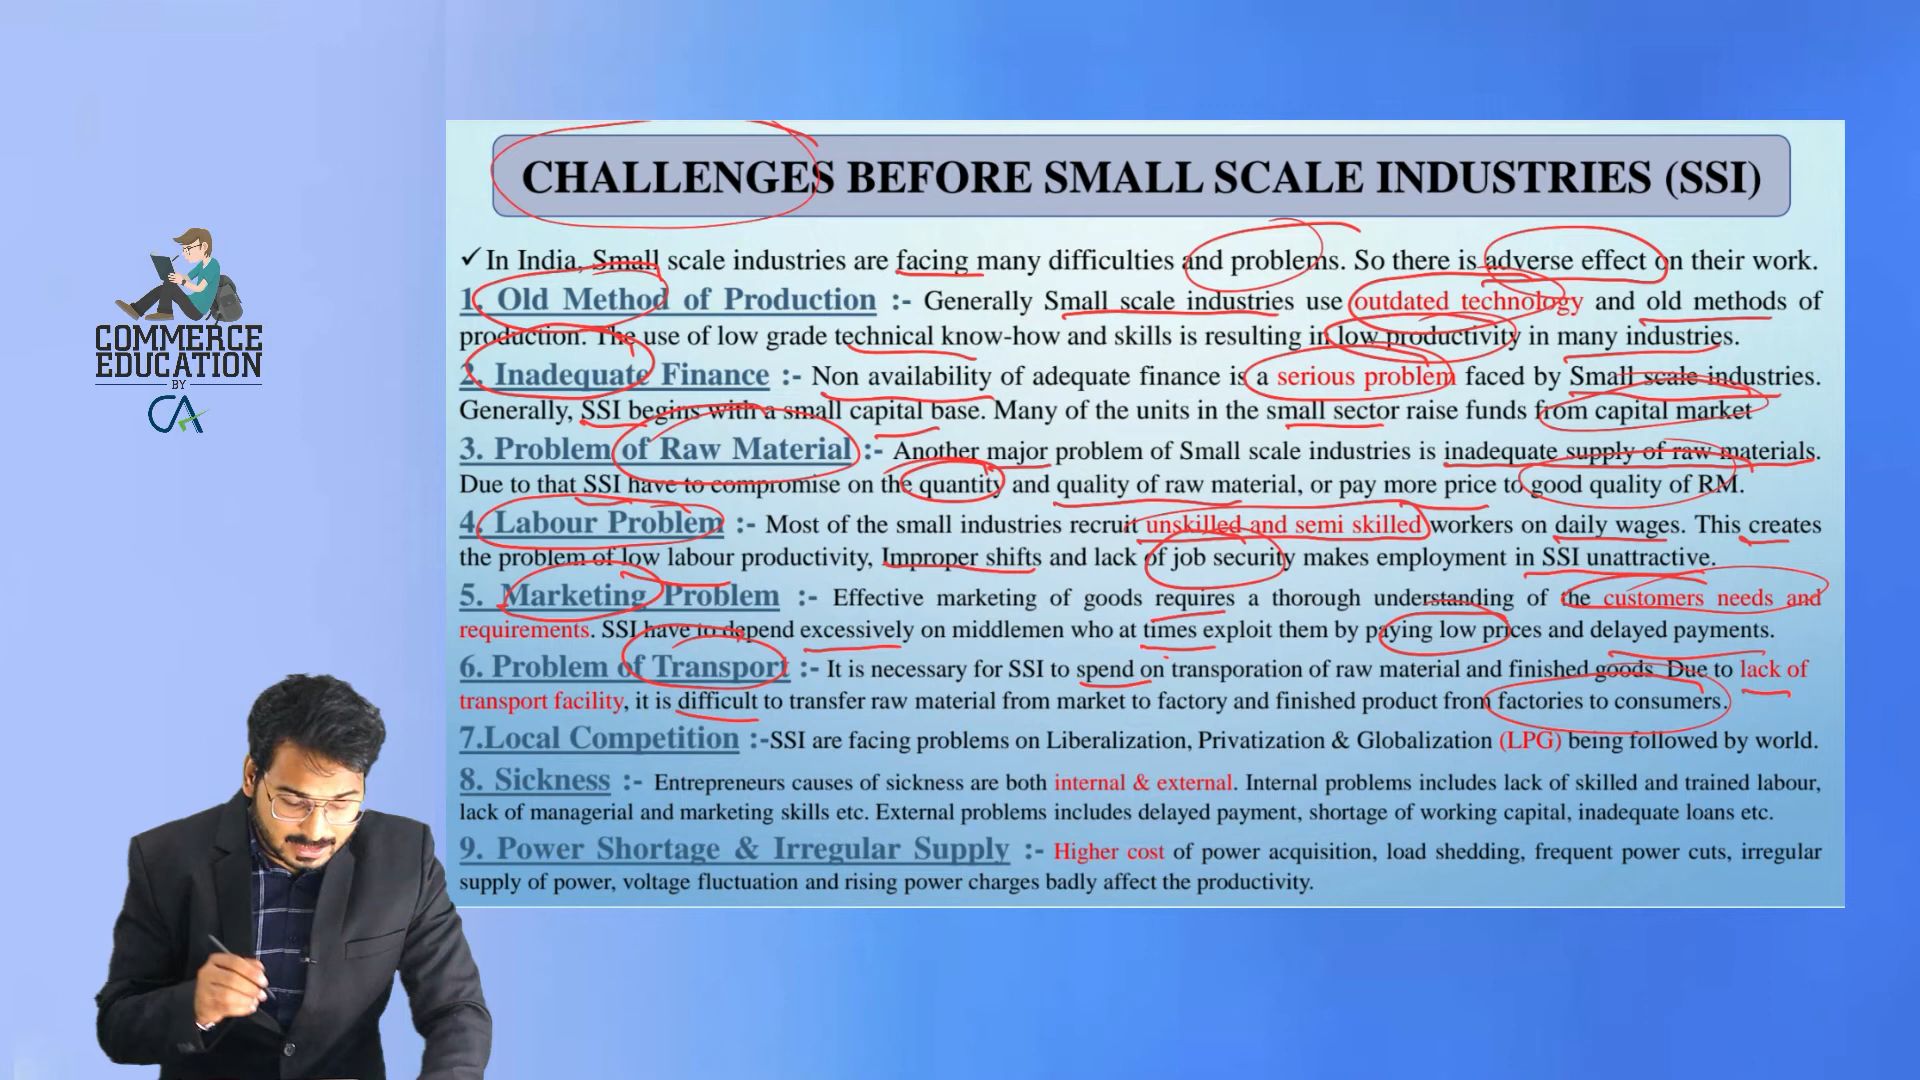 COMMERCE
EDUCATION
BY
CA
CHALLENGES BEFORE SMALL SCALE INDUSTRIES (SSI)
✓In India, Small scale industries are facing many difficulties and problems. So there is adverse effect on their work.
1. Old Method of Production :- Generally Small scale industries use outdated technology and old methods of
production. The use of low grade technical know-how and skills is resulting in low productivity in many industries.
2. Inadequate Finance :- Non availability of adequate finance is a serious problem faced by Small scale industries.
Generally, SSI begins with a small capital base. Many of the units in the small sector raise funds from capital market
3. Problem of Raw Material :- Another major problem of Small scale industries is inadequate supply of raw materials.
Due to that SSI have to compromise on the quantity and quality of raw material, or pay more price to good quality of RM.
4. Labour Problem :- Most of the small industries recruit unskilled and semi skilled workers on daily wages. This creates
the problem of low labour productivity, Improper shifts and lack of job security makes employment in SSI unattractive.
5. Marketing Problem :- Effective marketing of goods requires a thorough understanding of the customers needs and
requirements. SSI have to depend excessively on middlemen who at times exploit them by paying low prices and delayed payments.
6. Problem of Transport :- It is necessary for SSI to spend on transporation of raw material and finished goods. Due to lack of
transport facility, it is difficult to transfer raw material from market to factory and finished product from factories to consumers.
7.Local Competition :-SSI are facing problems on Liberalization, Privatization & Globalization (LPG) being followed by world.
8. Sickness :- Entrepreneurs causes of sickness are both internal & external. Internal problems includes lack of skilled and trained labour,
lack of managerial and marketing skills etc. External problems includes delayed payment, shortage of working capital, inadequate loans etc.
9. Power Shortage & Irregular Supply :- Higher cost of power acquisition, load shedding, frequent power cuts, irregular
supply of power, voltage fluctuation and rising power charges badly affect the productivity.